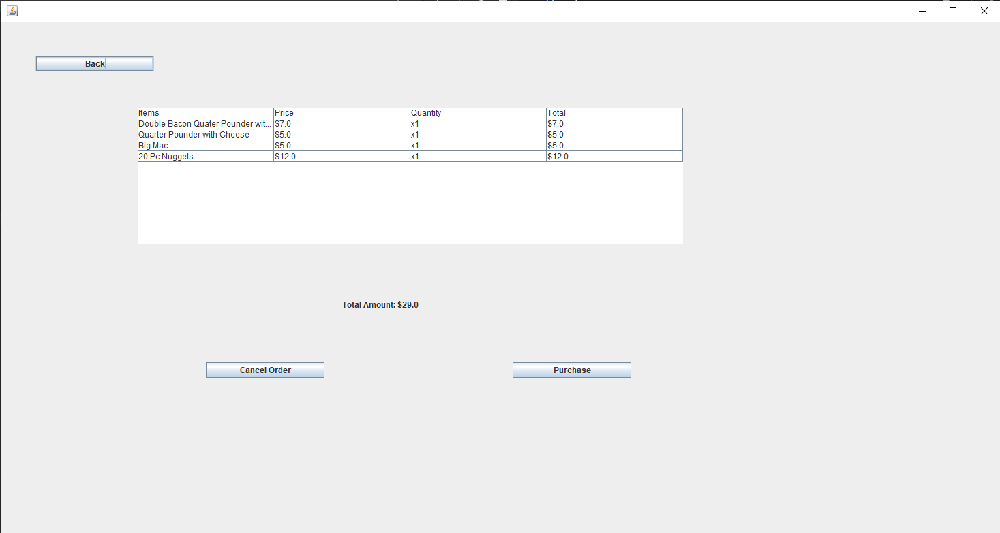 Back
Items Price Quantity Total
Double Bacon Quater Pounder wit... $7.0 x1 $7.0
Quarter Pounder with Cheese $5.0 x1 $5.0
Big Mac $5.0 x1 $5.0
20 Pc Nuggets $12.0 x1 $12.0
Total Amount: $29.0
Cancel Order Purchase